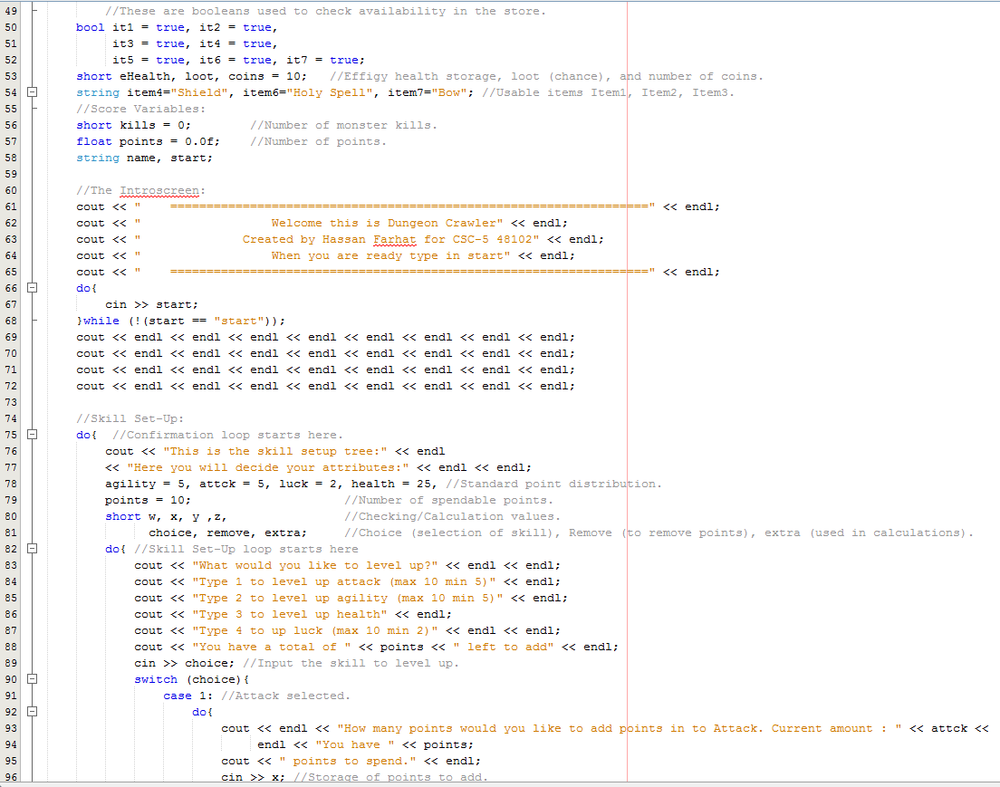 49 //These are booleans used to check availability in the store.
50 bool it1 = true, it2 = true,
51 it3 = true, it4 = true,
52 it5 = true, it6 = true, it7 = true;
53 short eHealth, loot, coins = 10; //Effigy health storage, loot (chance), and number of coins.
54 string item4="Shield", item6="Holy Spell", item7="Bow"; //Usable items Item1, Item2, Item3.
55 //Score Variables:
56 short kills = 0; //Number of monster kills.
57 float points = 0.0f; //Number of points.
58 string name, start;
59
60 //The Introscreen:
61 cout << " ==================================================================" << endl;
62 cout << " Welcome this is Dungeon Crawler" << endl;
63 cout << " Created by Hassan Farhat for CSC-5 48102" << endl;
64 cout << " When you are ready type in start" << endl;
65 cout << " ==================================================================" << endl;
66 do{
67 cin >> start;
68 }while (!(start == "start"));
69 cout << endl << endl << endl << endl << endl << endl << endl << endl;
70 cout << endl << endl << endl << endl << endl << endl << endl << endl;
71 cout << endl << endl << endl << endl << endl << endl << endl << endl;
72 cout << endl << endl << endl << endl << endl << endl << endl << endl;
73
74 //Skill Set-Up:
75 do{ //Confirmation loop starts here.
76 cout << "This is the skill setup tree:" << endl
77 << "Here you will decide your attributes:" << endl << endl;
78 agility = 5, attck = 5, luck = 2, health = 25, //Standard point distribution.
79 points = 10; //Number of spendable points.
80 short w, x, y ,z, //Checking/Calculation values.
81 choice, remove, extra; //Choice (selection of skill), Remove (to remove points), extra (used in calculations).
82 do{ //Skill Set-Up loop starts here
83 cout << "What would you like to level up?" << endl << endl;
84 cout << "Type 1 to level up attack (max 10 min 5)" << endl;
85 cout << "Type 2 to level up agility (max 10 min 5)" << endl;
86 cout << "Type 3 to level up health" << endl;
87 cout << "Type 4 to up luck (max 10 min 2)" << endl << endl;
88 cout << "You have a total of " << points << " left to add" << endl;
89 cin >> choice; //Input the skill to level up.
90 switch (choice){
91 case 1: //Attack selected.
92 do{
93 cout << endl << "How many points would you like to add points in to Attack. Current amount : " << attck <<
94 endl << "You have " << points;
95 cout << " points to spend." << endl;
96 cin >> x; //Storage of points to add.